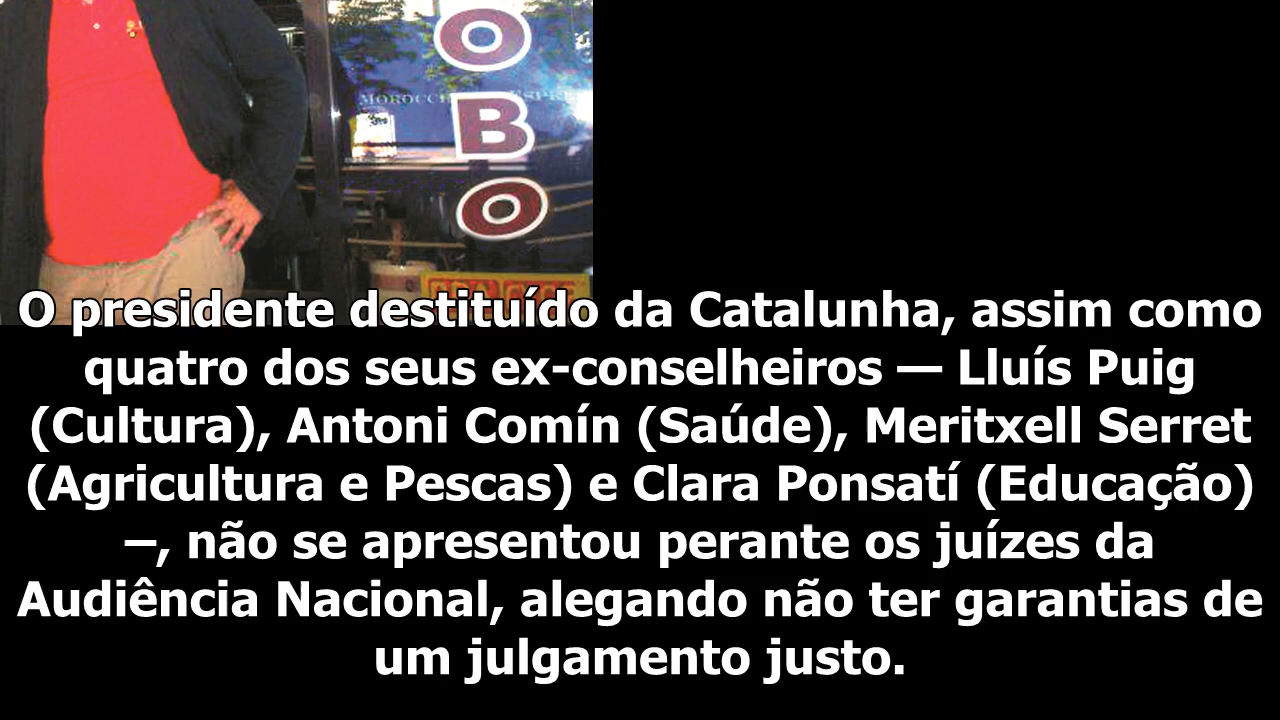 O
B
O
O presidente destituído da Catalunha, assim como
quatro dos seus ex-conselheiros — Lluís Puig
(Cultura), Antoni Comín (Saúde), Meritxell Serret
(Agricultura e Pescas) e Clara Ponsatí (Educação)
–, não se apresentou perante os juízes da
Audiência Nacional, alegando não ter garantias de
um julgamento justo.